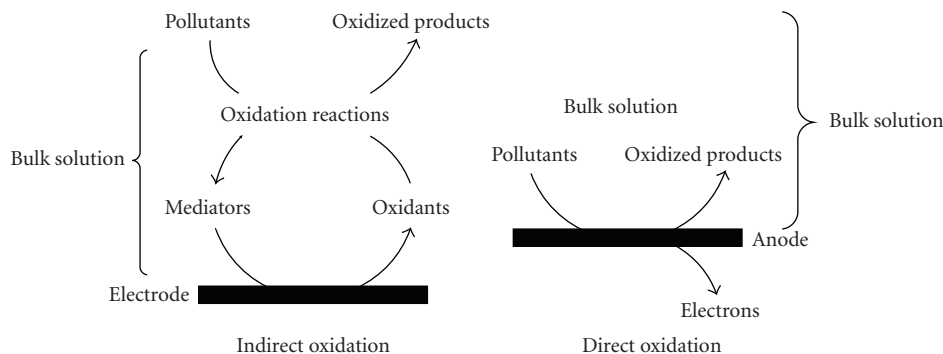 Pollutants
Oxidized products
Oxidation reactions
Bulk solution
Mediators
Oxidants
Electrode
Indirect oxidation
Bulk solution
Bulk solution
Pollutants
Oxidized products
Anode
Electrons
Direct oxidation